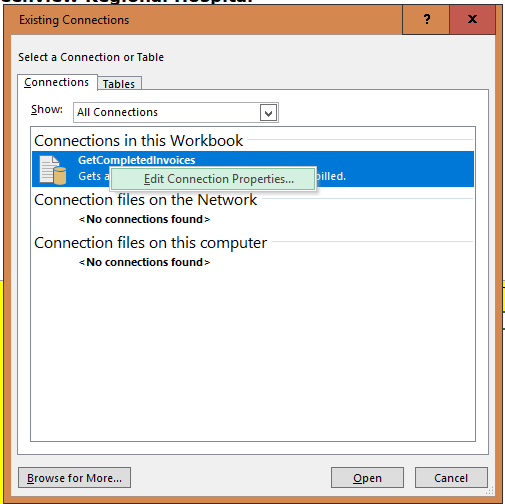 Regional Hospital
Existing Connections
? x
Select a Connection or Table
Connections Tables
Show: All Connections
Connections in this Workbook
GetCompletedInvoices
Gets a
Edit Connection Properties...
billed.
Connection files on the Network
<No connections found>
Connection files on this computer
<No connections found>
Browse for More... Open Cancel